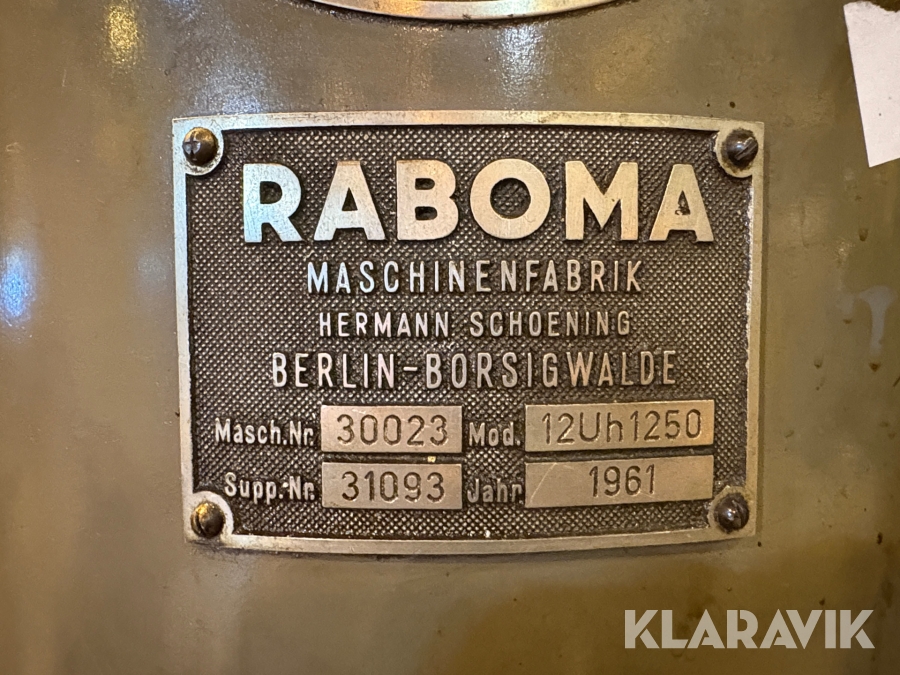 RABOMA
MASCHINENFABRIK
HERMANN SCHOENING
BERLIN-BORSIGWALDE
Masch.Nr. 30023 Mod. 12Uh1250
Supp.-Nr. 31093 Jahr 1961
KLARAVIK